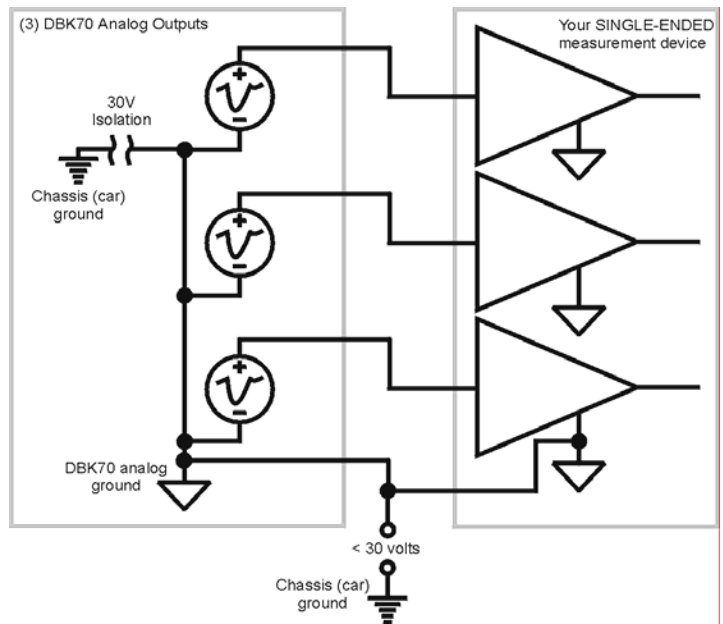 (3) DBK70 Analog Outputs
Your SINGLE-ENDED
measurement device
30V
Isolation
Chassis (car)
ground
DBK70 analog
ground
< 30 volts
Chassis (car)
ground